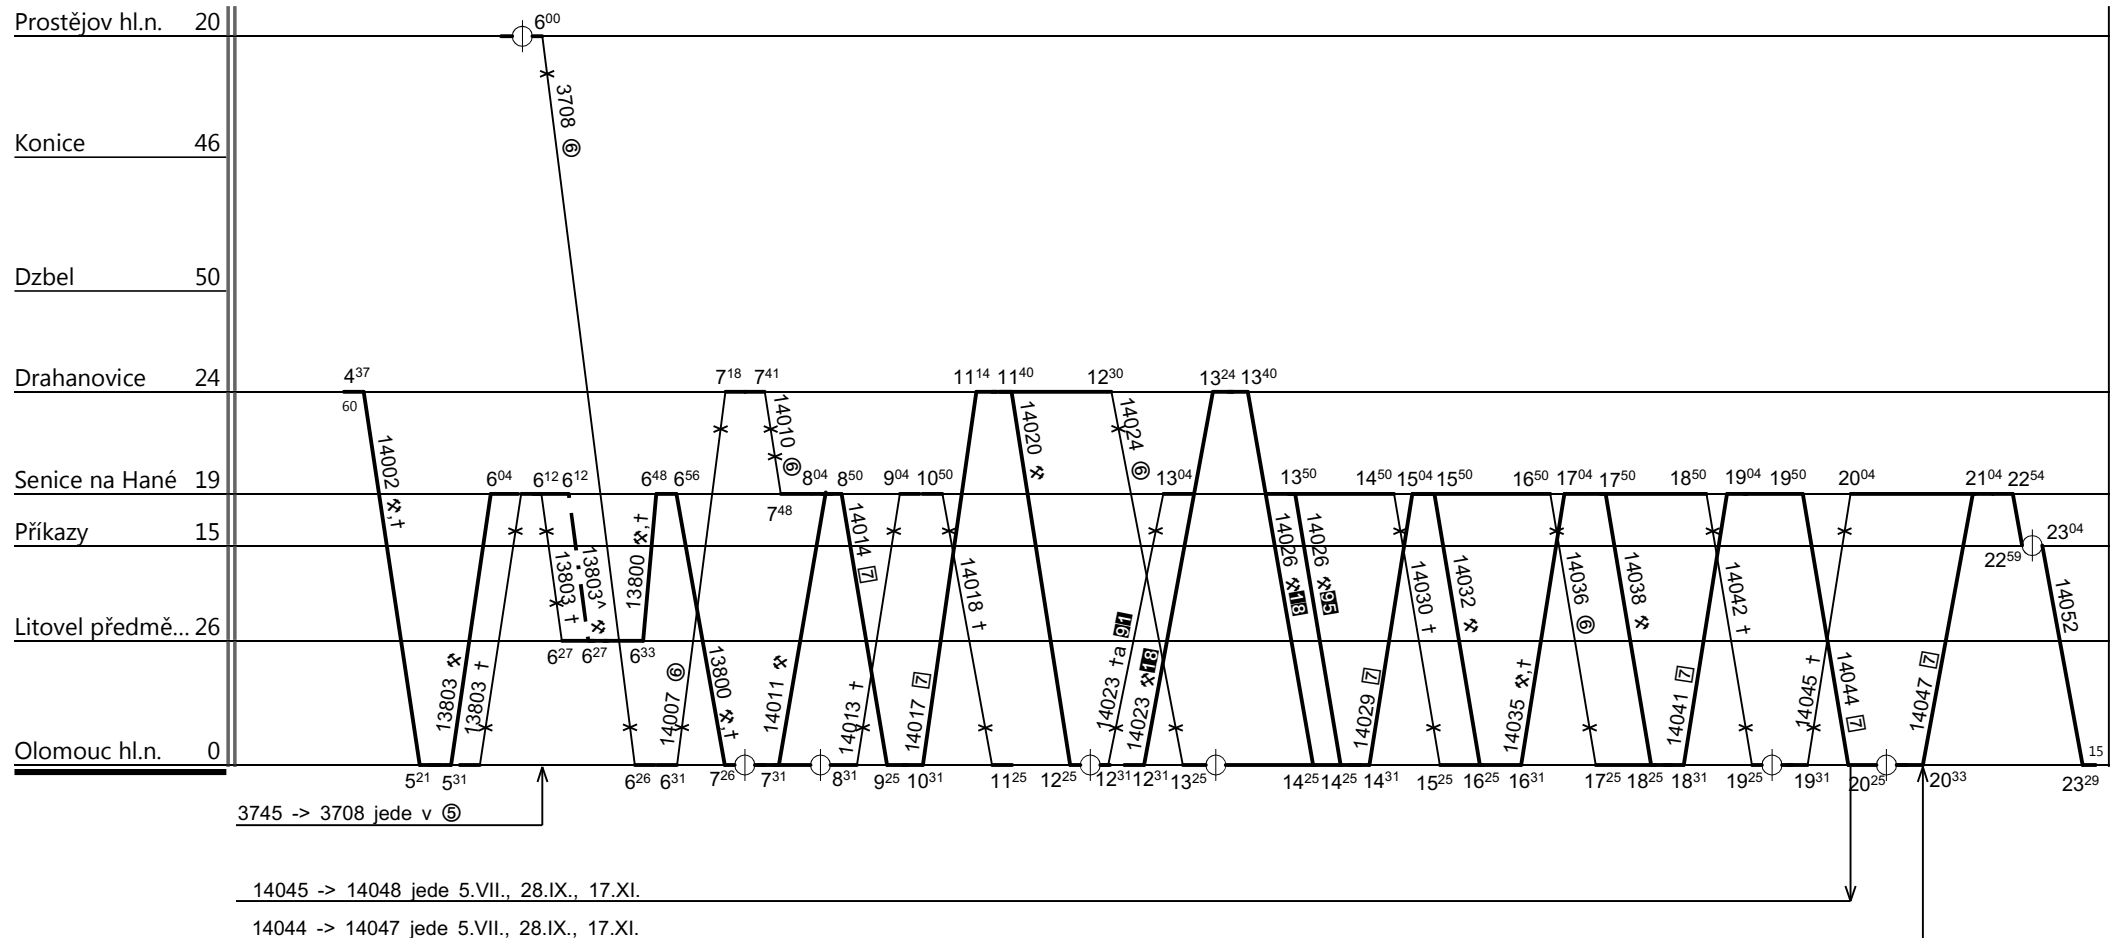 Prostějov hl.n. 20
6⁰⁰
3708 ⑥
Konice 46
Dzbel 50
Drahanovice 24
4³⁷ 7¹⁸ 7⁴¹ 11¹⁴ 11⁴⁰ 12³⁰ 13²⁴ 13⁴⁰
60
14002 ⚒,†
14010 ⑥
14020 ⚒
14024 ⑥
Senice na Hané 19
6⁰⁴ 6¹² 6¹² 6⁴⁸ 6⁵⁶ 8⁰⁴ 8⁵⁰ 9⁰⁴ 10⁵⁰ 13⁰⁴ 13⁵⁰ 14⁵⁰ 15⁰⁴ 15⁵⁰ 16⁵⁰ 17⁰⁴ 17⁵⁰ 18⁵⁰ 19⁰⁴ 19⁵⁰ 20⁰⁴ 21⁰⁴ 22⁵⁴
7⁴⁸
Příkazy 15
23⁰⁴
22⁵⁹
13803 †
13803^ ⚒
13800 ⚒,†
14014 7
14018 †
14026 ⚒18
14026 ⚒95
14030 †
14032 ⚒
14036 ⑥
14038 ⚒
14042 †
14052
Litovel předmě... 26
6²⁷ 6²⁷ 6³³
13803 ⚒
13803 †
14007 ⑥
13800 ⚒,†
14011 ⚒
14013 †
14017 7
14023 †a 91
14023 ⚒18
14029 7
14035 ⚒,†
14041 7
14045 †
14044 7
14047 7
Olomouc hl.n. 0
15
5²¹ 5³¹ 6²⁶ 6³¹ 7²⁶ 7³¹ 8³¹ 9²⁵ 10³¹ 11²⁵ 12²⁵ 12³¹ 12³¹ 13²⁵ 14²⁵ 14²⁵ 14³¹ 15²⁵ 16²⁵ 16³¹ 17²⁵ 18²⁵ 18³¹ 19²⁵ 19³¹ 20²⁵ 20³³ 23²⁹
3745 -> 3708 jede v ⑤
14045 -> 14048 jede 5.VII., 28.IX., 17.XI.
14044 -> 14047 jede 5.VII., 28.IX., 17.XI.